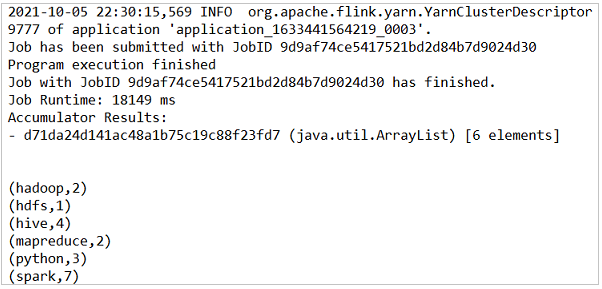 2021-10-05 22:30:15,569 INFO  org.apache.flink.yarn.YarnClusterDescriptor
9777 of application 'application_1633441564219_0003'.
Job has been submitted with JobID 9d9af74ce5417521bd2d84b7d9024d30
Program execution finished
Job with JobID 9d9af74ce5417521bd2d84b7d9024d30 has finished.
Job Runtime: 18149 ms
Accumulator Results:
- d71da24d141ac48a1b75c19c88f23fd7 (java.util.ArrayList) [6 elements]
(hadoop,2)
(hdfs,1)
(hive,4)
(mapreduce,2)
(python,3)
(spark,7)